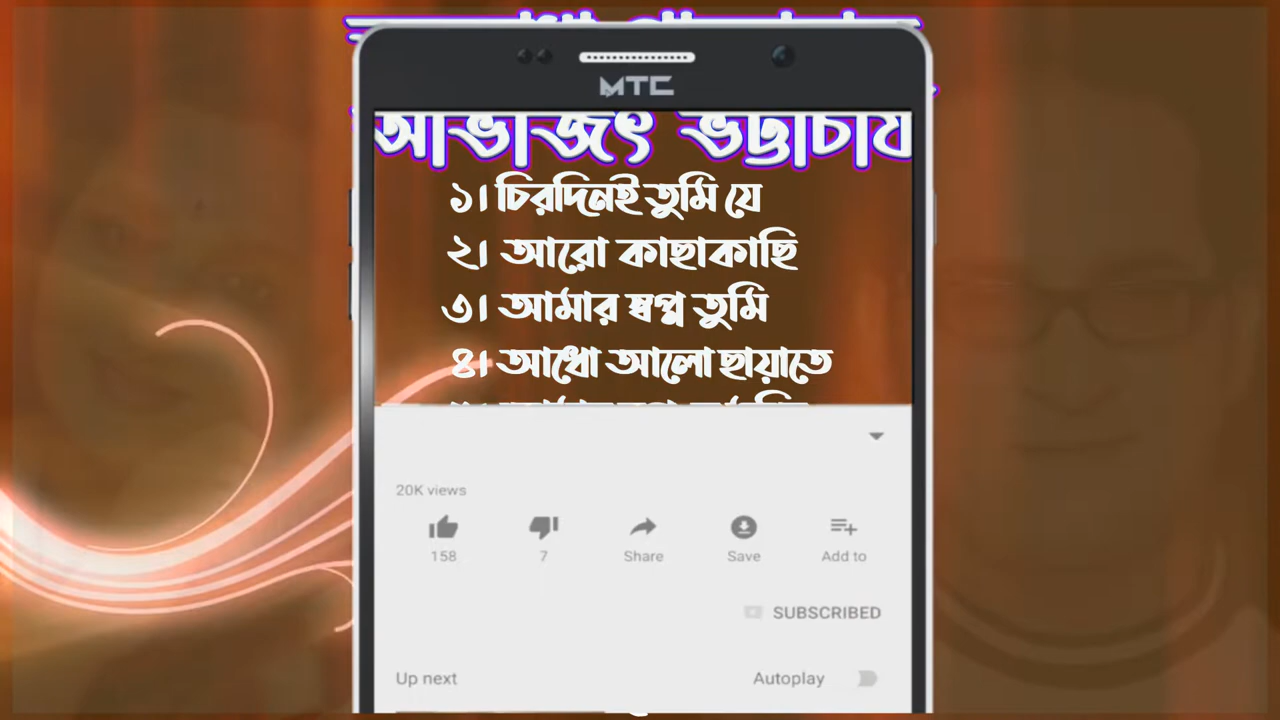 MTC
অভিজিৎ ভট্টাচার্য
১। চিরদিনই তুমি যে
২। আরো কাছাকাছি
৩। আমার স্বপ্ন তুমি
৪। আধো আলো ছায়াতে
20K views
158 7 Share Save Add to
SUBSCRIBED
Up next Autoplay